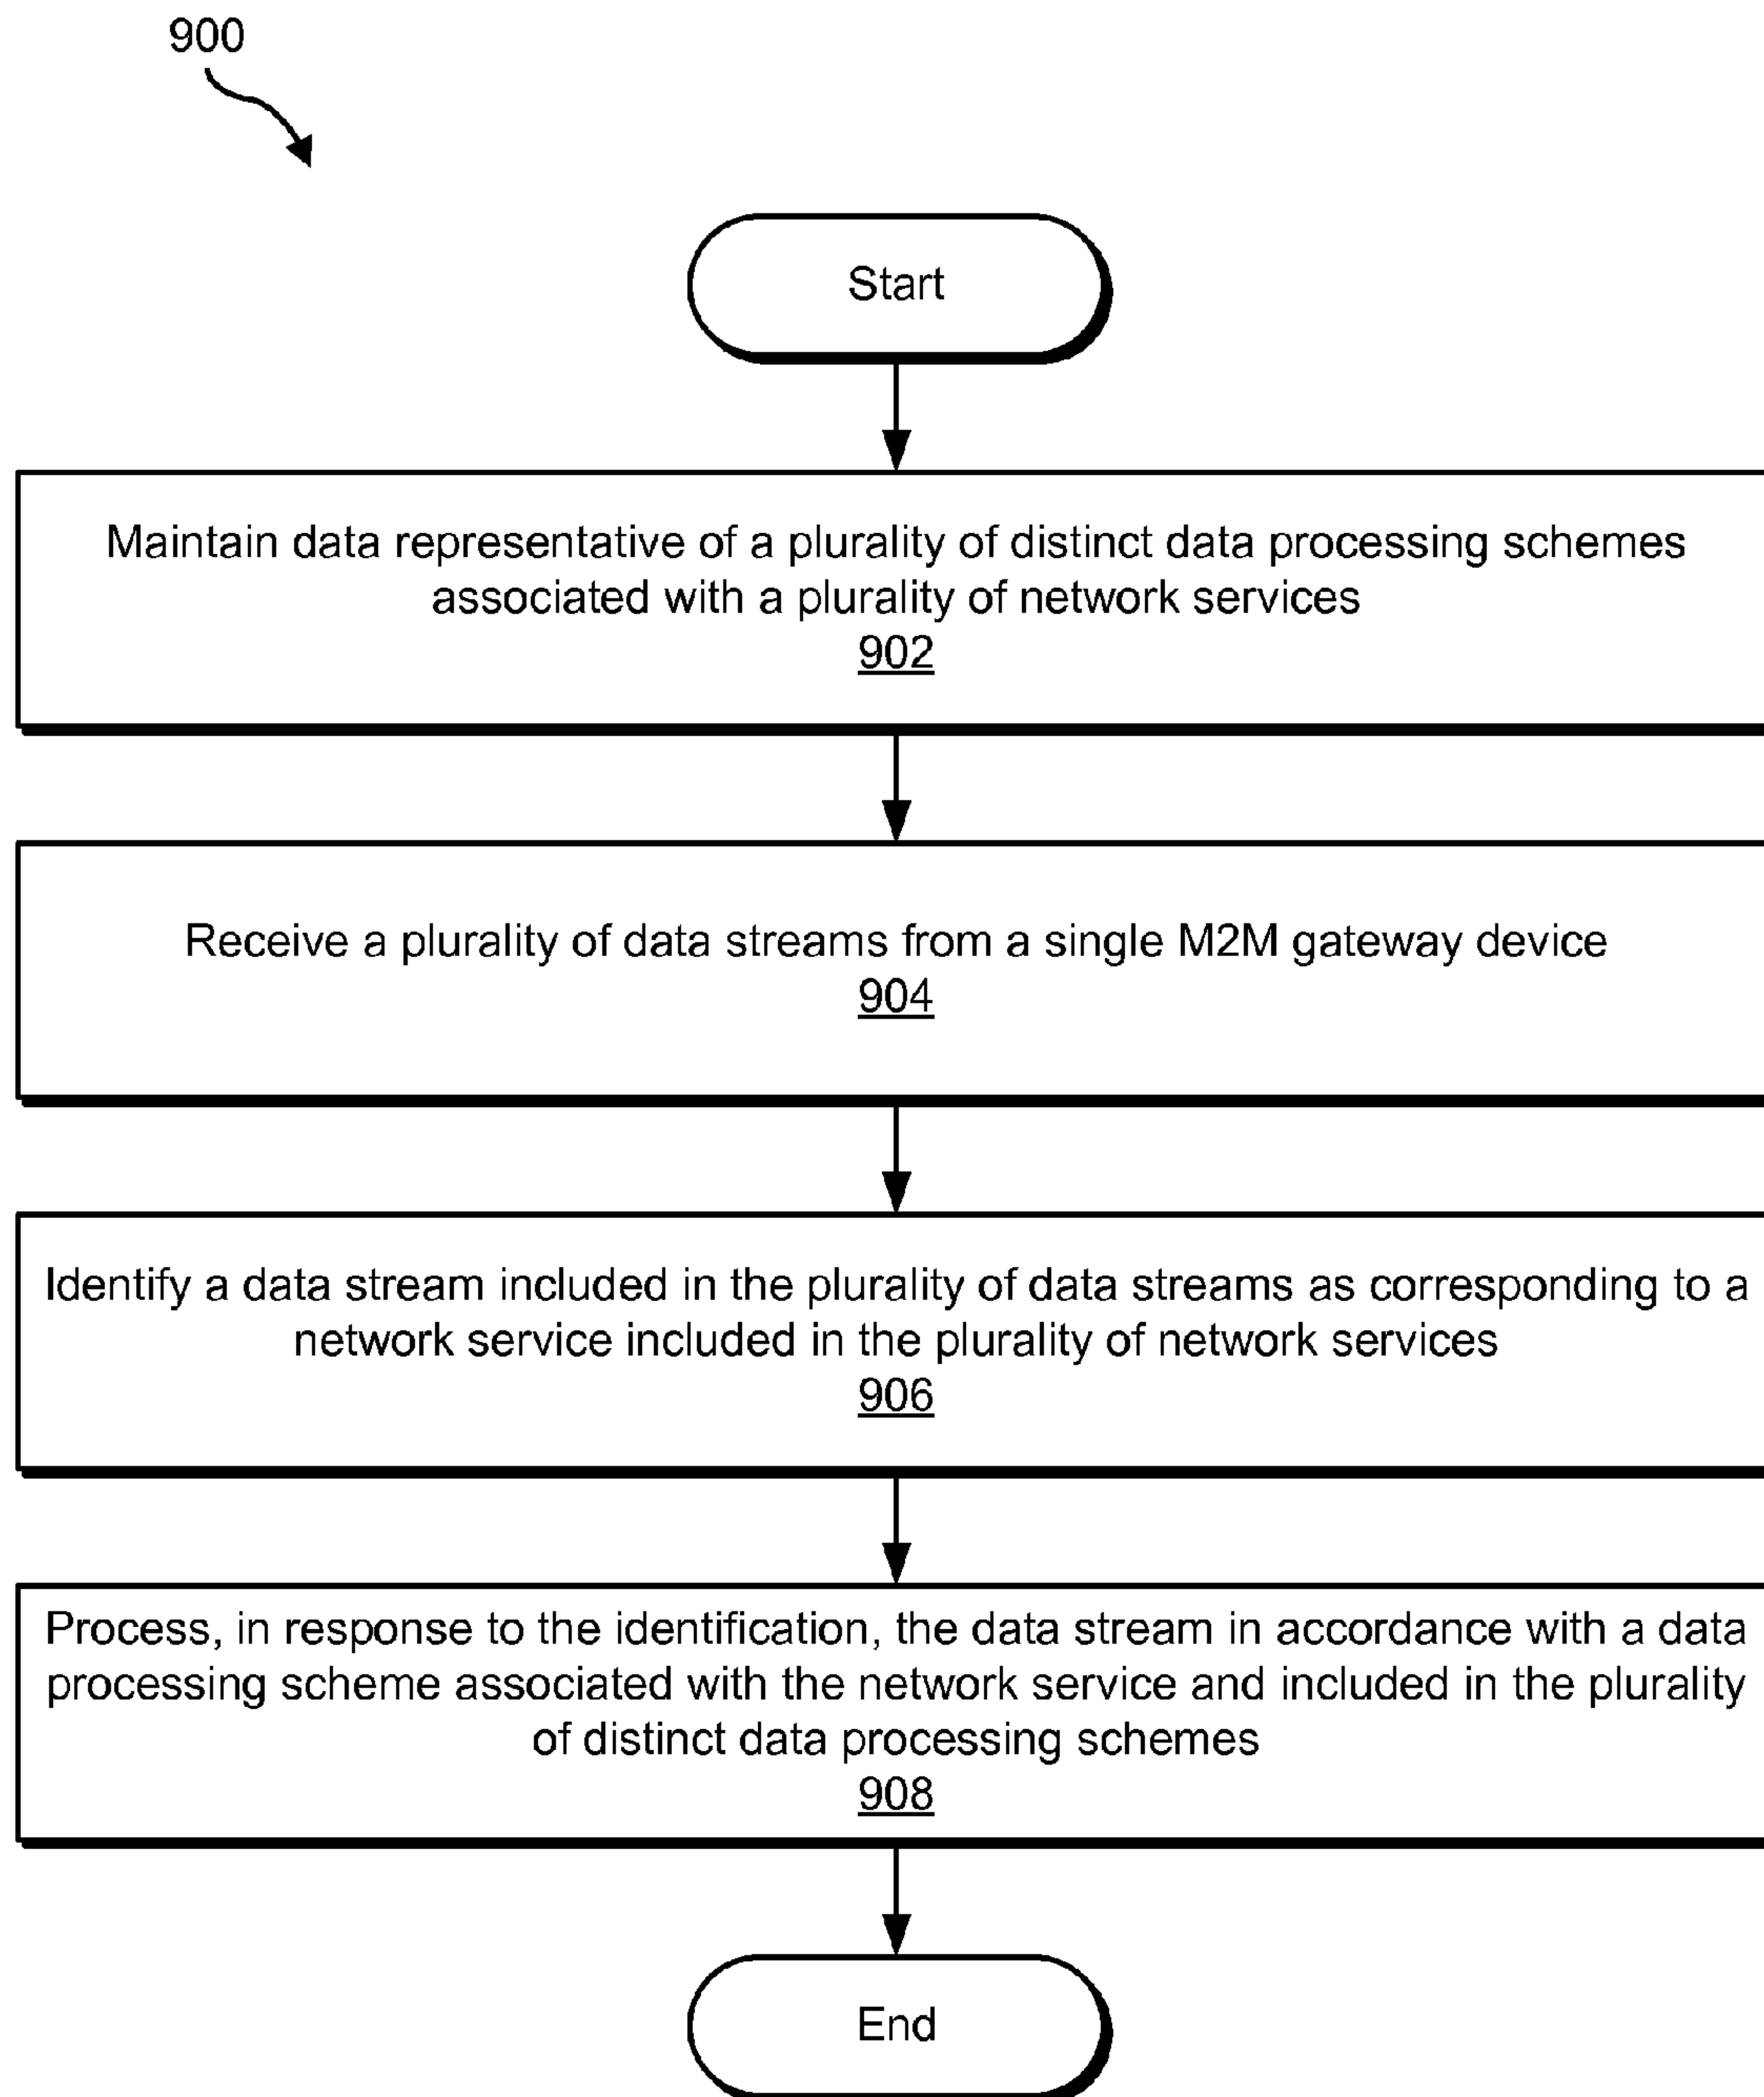 900
Start
Maintain data representative of a plurality of distinct data processing schemes
associated with a plurality of network services
902
Receive a plurality of data streams from a single M2M gateway device
904
Identify a data stream included in the plurality of data streams as corresponding to a
network service included in the plurality of network services
906
Process, in response to the identification, the data stream in accordance with a data
processing scheme associated with the network service and included in the plurality
of distinct data processing schemes
908
End